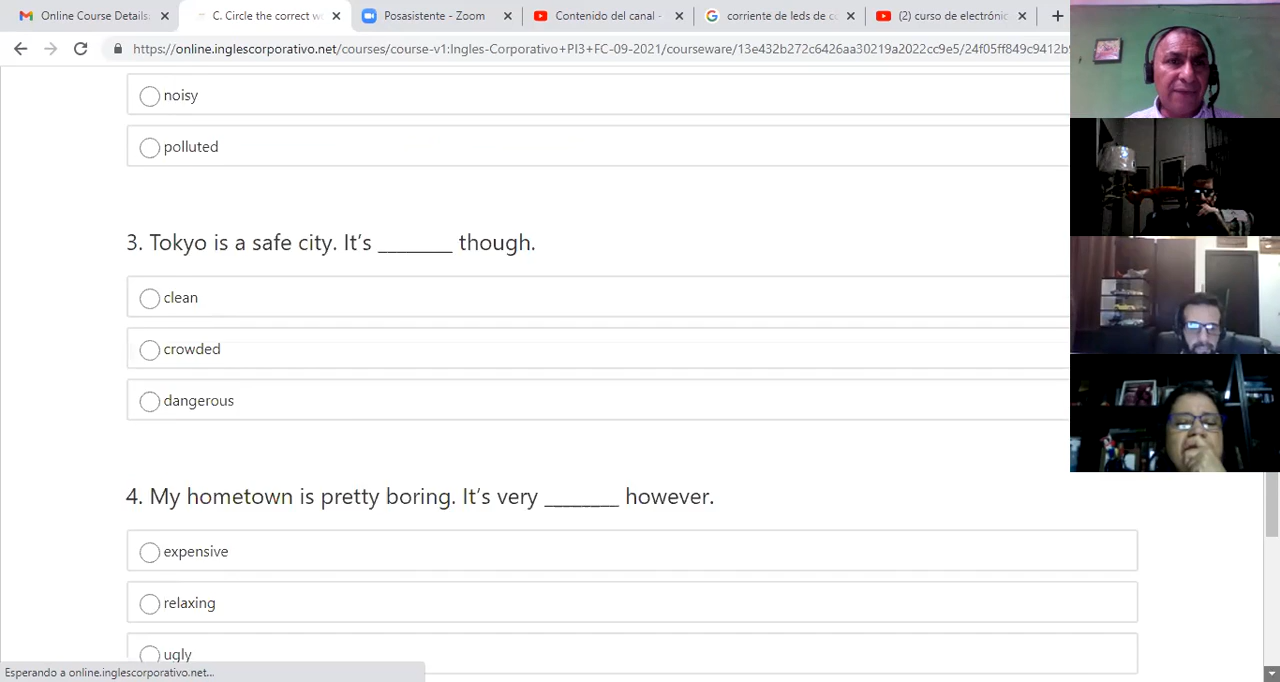 Online Course Details
C. Circle the correct w
Posasistente - Zoom
Contenido del canal -
corriente de leds de c
(2) curso de electrónic
https://online.inglescorporativo.net/courses/course-v1:Ingles-Corporativo+PI3+FC-09-2021/courseware/13e432b272c6426aa30219a2022cc9e5/24f05ff849c9412b
noisy
polluted
3. Tokyo is a safe city. It's ________ though.
clean
crowded
dangerous
4. My hometown is pretty boring. It's very ________ however.
expensive
relaxing
ugly
Esperando a online.inglescorporativo.net...